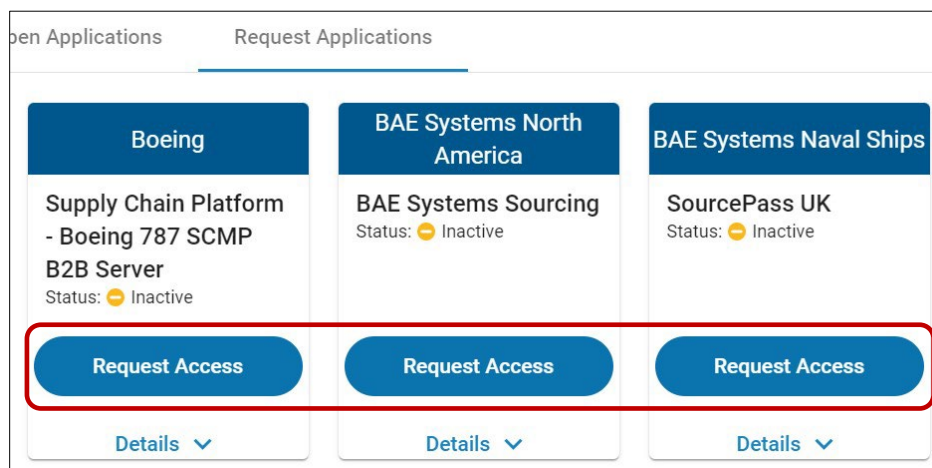 pen Applications Request Applications
Boeing
Supply Chain Platform
- Boeing 787 SCMP
B2B Server
Status: Inactive
Request Access
Details
BAE Systems North
America
BAE Systems Sourcing
Status: Inactive
Request Access
Details
BAE Systems Naval Ships
SourcePass UK
Status: Inactive
Request Access
Details